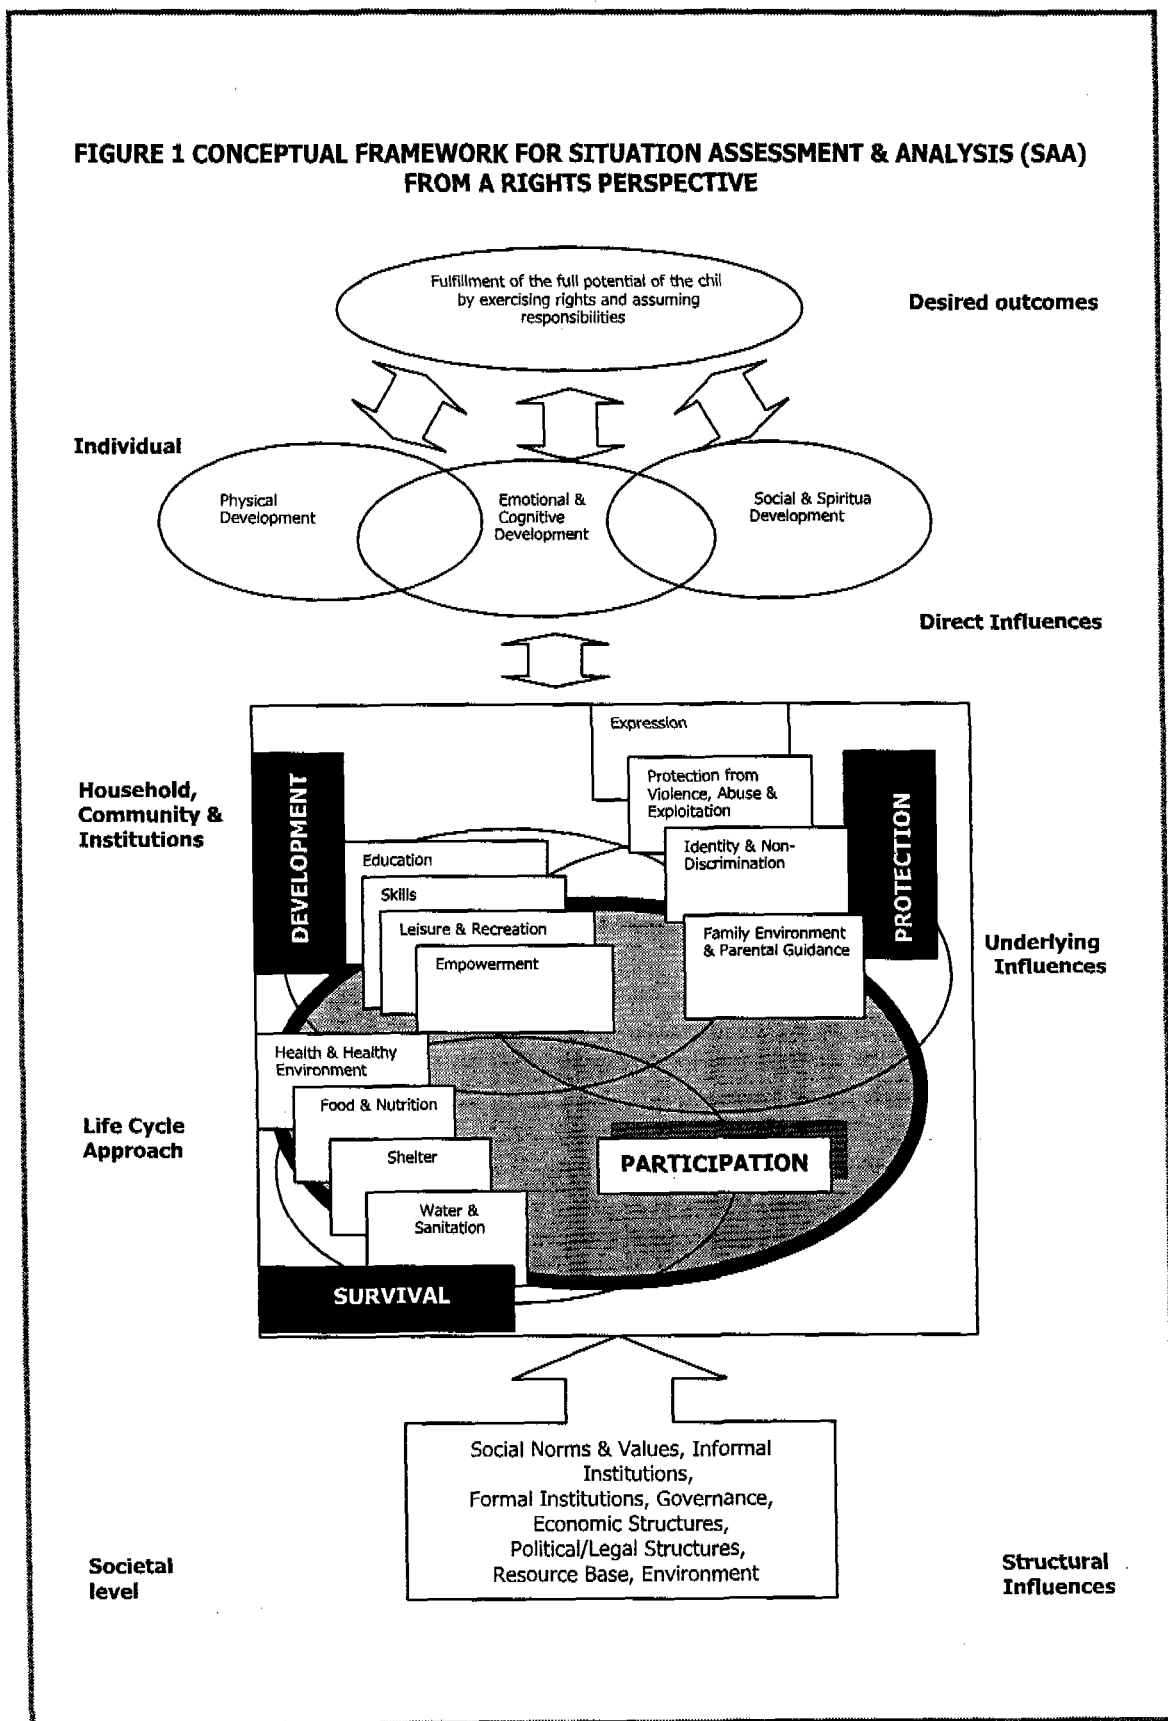 FIGURE 1 CONCEPTUAL FRAMEWORK FOR SITUATION ASSESSMENT & ANALYSIS (SAA)
FROM A RIGHTS PERSPECTIVE
Fulfillment of the full potential of the chil
by exercising rights and assuming
responsibilities
Desired outcomes
Individual
Physical
Development
Emotional &
Cognitive
Development
Social & Spiritua
Development
Direct Influences
Household,
Community &
Institutions
DEVELOPMENT
Expression
Protection from
Violence, Abuse &
Exploitation
Identity & Non-
Discrimination
Family Environment
& Parental Guidance
PROTECTION
Education
Skills
Leisure & Recreation
Empowerment
Underlying
Influences
Health & Healthy
Environment
Food & Nutrition
Shelter
Water &
Sanitation
Life Cycle
Approach
PARTICIPATION
SURVIVAL
Social Norms & Values, Informal
Institutions,
Formal Institutions, Governance,
Economic Structures,
Political/Legal Structures,
Resource Base, Environment
Societal
level
Structural
Influences